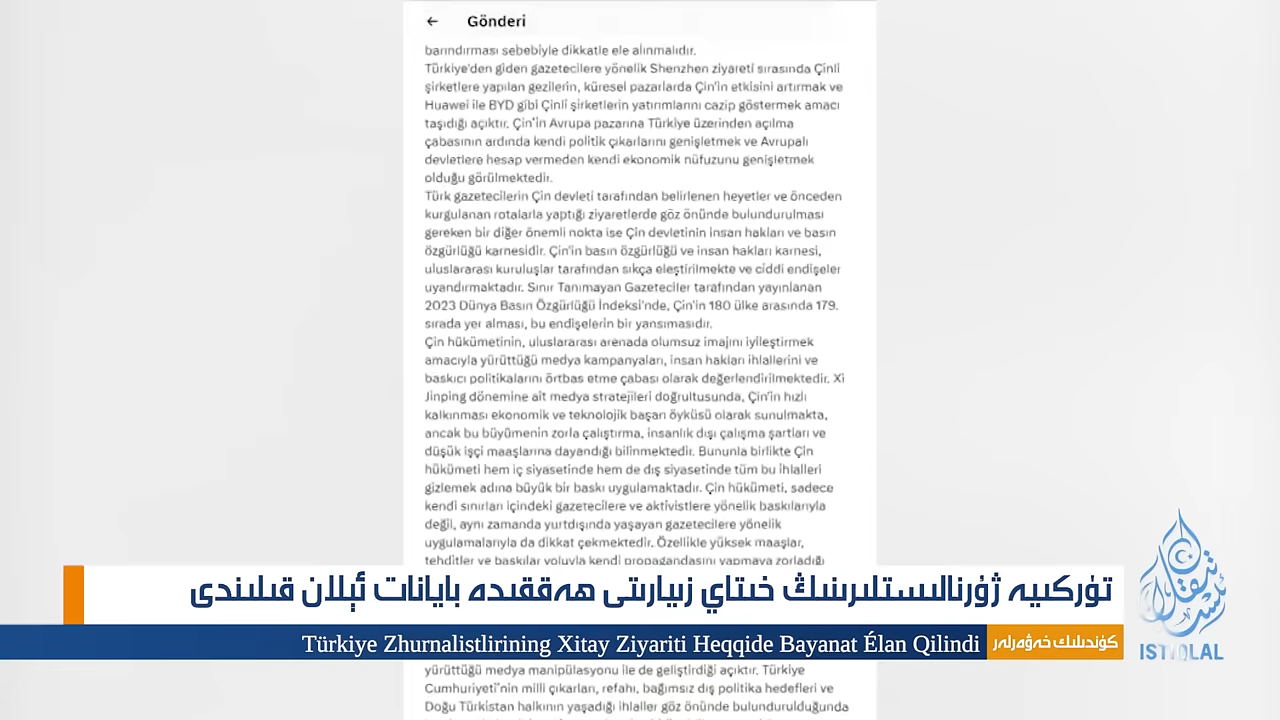 ← Gönderi
barındırması sebebiyle dikkatle ele alınmalıdır.
Türkiye'den giden gazetecilere yönelik Shenzhen ziyareti sırasında Çinli
şirketlere yapılan gezilerin, küresel pazarlarda Çin'in etkisini artırmak ve
Huawei ile BYD gibi Çinli şirketlerin yatırımlarını cazip göstermek amacı
taşıdığı açıktır. Çin'in Avrupa pazarına Türkiye üzerinden açılma
çabasının ardında kendi politik çıkarlarını genişletmek ve Avrupalı
devletlere hesap vermeden kendi ekonomik nüfuzunu genişletmek
olduğu görülmektedir.
Türk gazetecilerin Çin devleti tarafından belirlenen heyetler ve önceden
kurgulanan rotalarla yaptığı ziyaretlerde göz önünde bulundurulması
gereken bir diğer önemli nokta ise Çin devletinin insan hakları ve basın
özgürlüğü karnesidir. Çin'in basın özgürlüğü ve insan hakları karnesi,
uluslararası kuruluşlar tarafından sıkça eleştirilmekte ve ciddi endişeler
uyandırmaktadır. Sınır Tanımayan Gazeteciler tarafından yayınlanan
2023 Dünya Basın Özgürlüğü İndeksi'nde, Çin'in 180 ülke arasında 179.
sırada yer alması, bu endişelerin bir yansımasıdır.
Çin hükümetinin, uluslararası arenada olumsuz imajını iyileştirmek
amacıyla yürüttüğü medya kampanyaları, insan hakları ihlallerini ve
baskıcı politikalarını örtbas etme çabası olarak değerlendirilmektedir. Xi
Jinping dönemine ait medya stratejileri doğrultusunda, Çin'in hızlı
kalkınması ekonomik ve teknolojik başarı öyküsü olarak sunulmakta,
ancak bu büyümenin zorla çalıştırma, insanlık dışı çalışma şartları ve
düşük işçi maaşlarına dayandığı bilinmektedir. Bununla birlikte Çin
hükümeti hem iç siyasetinde hem de dış siyasetinde tüm bu ihlalleri
gizlemek adına büyük bir baskı uygulamaktadır. Çin hükümeti, sadece
kendi sınırları içindeki gazetecilere ve aktivistlere yönelik baskılarıyla
değil, aynı zamanda yurtdışında yaşayan gazetecilere yönelik
uygulamalarıyla da dikkat çekmektedir. Özellikle yüksek maaşlar,
tehditler ve baskılar yoluyla kendi propagandasını yapmaya zorladığı
تۈركىيە ژۇرنالىستلىرىنىڭ خىتاي زىيارىتى ھەققىدە بايانات ئېلان قىلىندى
Türkiye Zhurnalistlirining Xitay Ziyariti Heqqide Bayanat Élan Qilindi
كۈندىلىك خەۋەرلەر
ئىستىقلال
ISTIQLAL
yürüttüğü medya manipülasyonu ile de geliştirdiği açıktır. Türkiye
Cumhuriyeti'nin milli çıkarları, refahı, bağımsız dış politika hedefleri ve
Doğu Türkistan halkının yaşadığı ihlaller göz önünde bulundurulduğunda